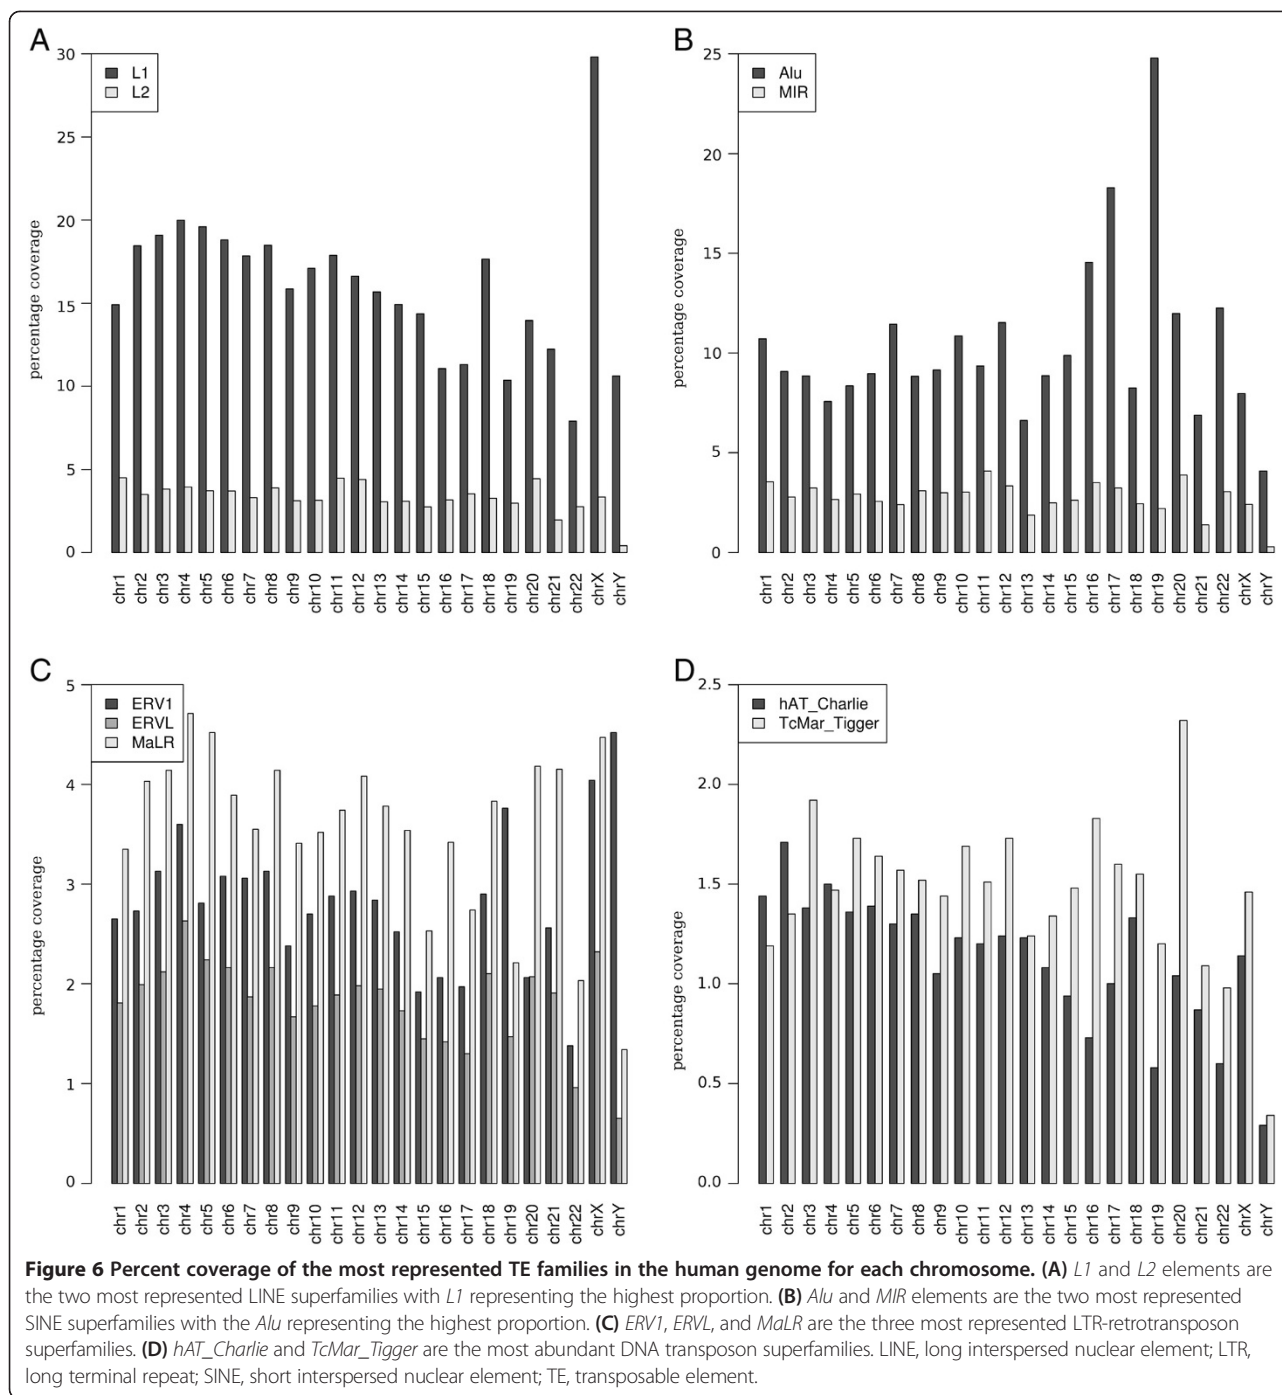 A
30
25
20
15
10
5
0
percentage coverage
L1
L2
chr1 chr2 chr3 chr4 chr5 chr6 chr7 chr8 chr9 chr10 chr11 chr12 chr13 chr14 chr15 chr16 chr17 chr18 chr19 chr20 chr21 chr22 chrX chrY
B
25
20
15
10
5
0
percentage coverage
Alu
MIR
chr1 chr2 chr3 chr4 chr5 chr6 chr7 chr8 chr9 chr10 chr11 chr12 chr13 chr14 chr15 chr16 chr17 chr18 chr19 chr20 chr21 chr22 chrX chrY
C
5
4
3
2
1
0
percentage coverage
ERV1
ERVL
MaLR
chr1 chr2 chr3 chr4 chr5 chr6 chr7 chr8 chr9 chr10 chr11 chr12 chr13 chr14 chr15 chr16 chr17 chr18 chr19 chr20 chr21 chr22 chrX chrY
D
2.5
2.0
1.5
1.0
0.5
0.0
percentage coverage
hAT_Charlie
TcMar_Tigger
chr1 chr2 chr3 chr4 chr5 chr6 chr7 chr8 chr9 chr10 chr11 chr12 chr13 chr14 chr15 chr16 chr17 chr18 chr19 chr20 chr21 chr22 chrX chrY
Figure 6 Percent coverage of the most represented TE families in the human genome for each chromosome. (A) L1 and L2 elements are
the two most represented LINE superfamilies with L1 representing the highest proportion. (B) Alu and MIR elements are the two most represented
SINE superfamilies with the Alu representing the highest proportion. (C) ERV1, ERVL, and MaLR are the three most represented LTR-retrotransposon
superfamilies. (D) hAT_Charlie and TcMar_Tigger are the most abundant DNA transposon superfamilies. LINE, long interspersed nuclear element; LTR,
long terminal repeat; SINE, short interspersed nuclear element; TE, transposable element.